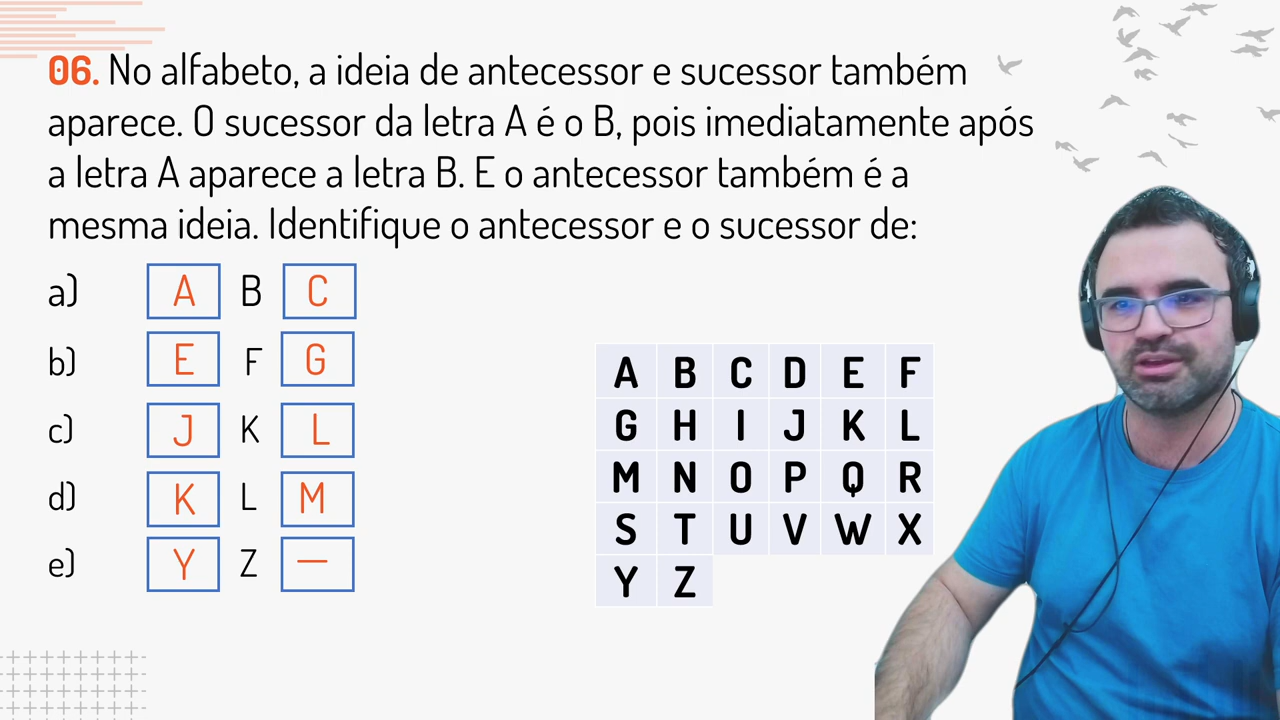 06. No alfabeto, a ideia de antecessor e sucessor também
aparece. O sucessor da letra A é o B, pois imediatamente após
a letra A aparece a letra B. E o antecessor também é a
mesma ideia. Identifique o antecessor e o sucessor de:
a) A B C
b) E F G
c) J K L
d) K L M
e) Y Z —
A B C D E F
G H I J K L
M N O P Q R
S T U V W X
Y Z